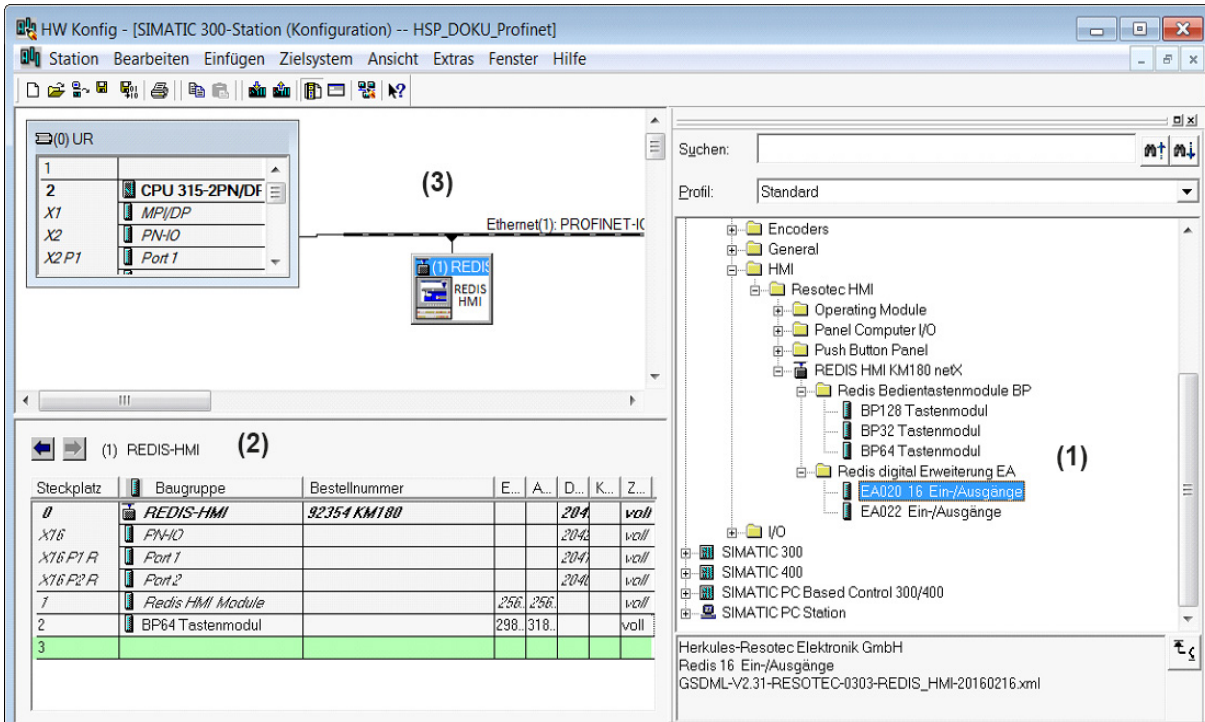 HW Konfig - [SIMATIC 300-Station (Konfiguration) -- HSP_DOKU_Profinet]
Station Bearbeiten Einfügen Zielsystem Ansicht Extras Fenster Hilfe
(0) UR
1
2 CPU 315-2PN/DP
X1 MPI/DP
X2 PN-IO
X2 P1 Port 1
(3)
Ethernet(1): PROFINET-IO
(1) REDIS
REDIS
HMI
(1) REDIS-HMI
(2)
Steckplatz Baugruppe Bestellnummer E... A... D... K... Z...
0 REDIS-HMI 92354 KM180 204 voll
X16 PN-IO 2042 voll
X16 P1 R Port 1 2041 voll
X16 P2 R Port 2 2040 voll
1 Redis HMI Module 256.. 256.. voll
2 BP64 Tastenmodul 298.. 318.. voll
3
Suchen:
Profil: Standard
Encoders
General
HMI
Resotec HMI
Operating Module
Panel Computer I/O
Push Button Panel
REDIS HMI KM180 netX
Redis Bedientastenmodule BP
BP128 Tastenmodul
BP32 Tastenmodul
BP64 Tastenmodul
(1)
Redis digital Erweiterung EA
EA020 16 Ein-/Ausgänge
EA022 Ein-/Ausgänge
I/O
SIMATIC 300
SIMATIC 400
SIMATIC PC Based Control 300/400
SIMATIC PC Station
Herkules-Resotec Elektronik GmbH
Redis 16 Ein-/Ausgänge
GSDML-V2.31-RESOTEC-0303-REDIS_HMI-20160216.xml